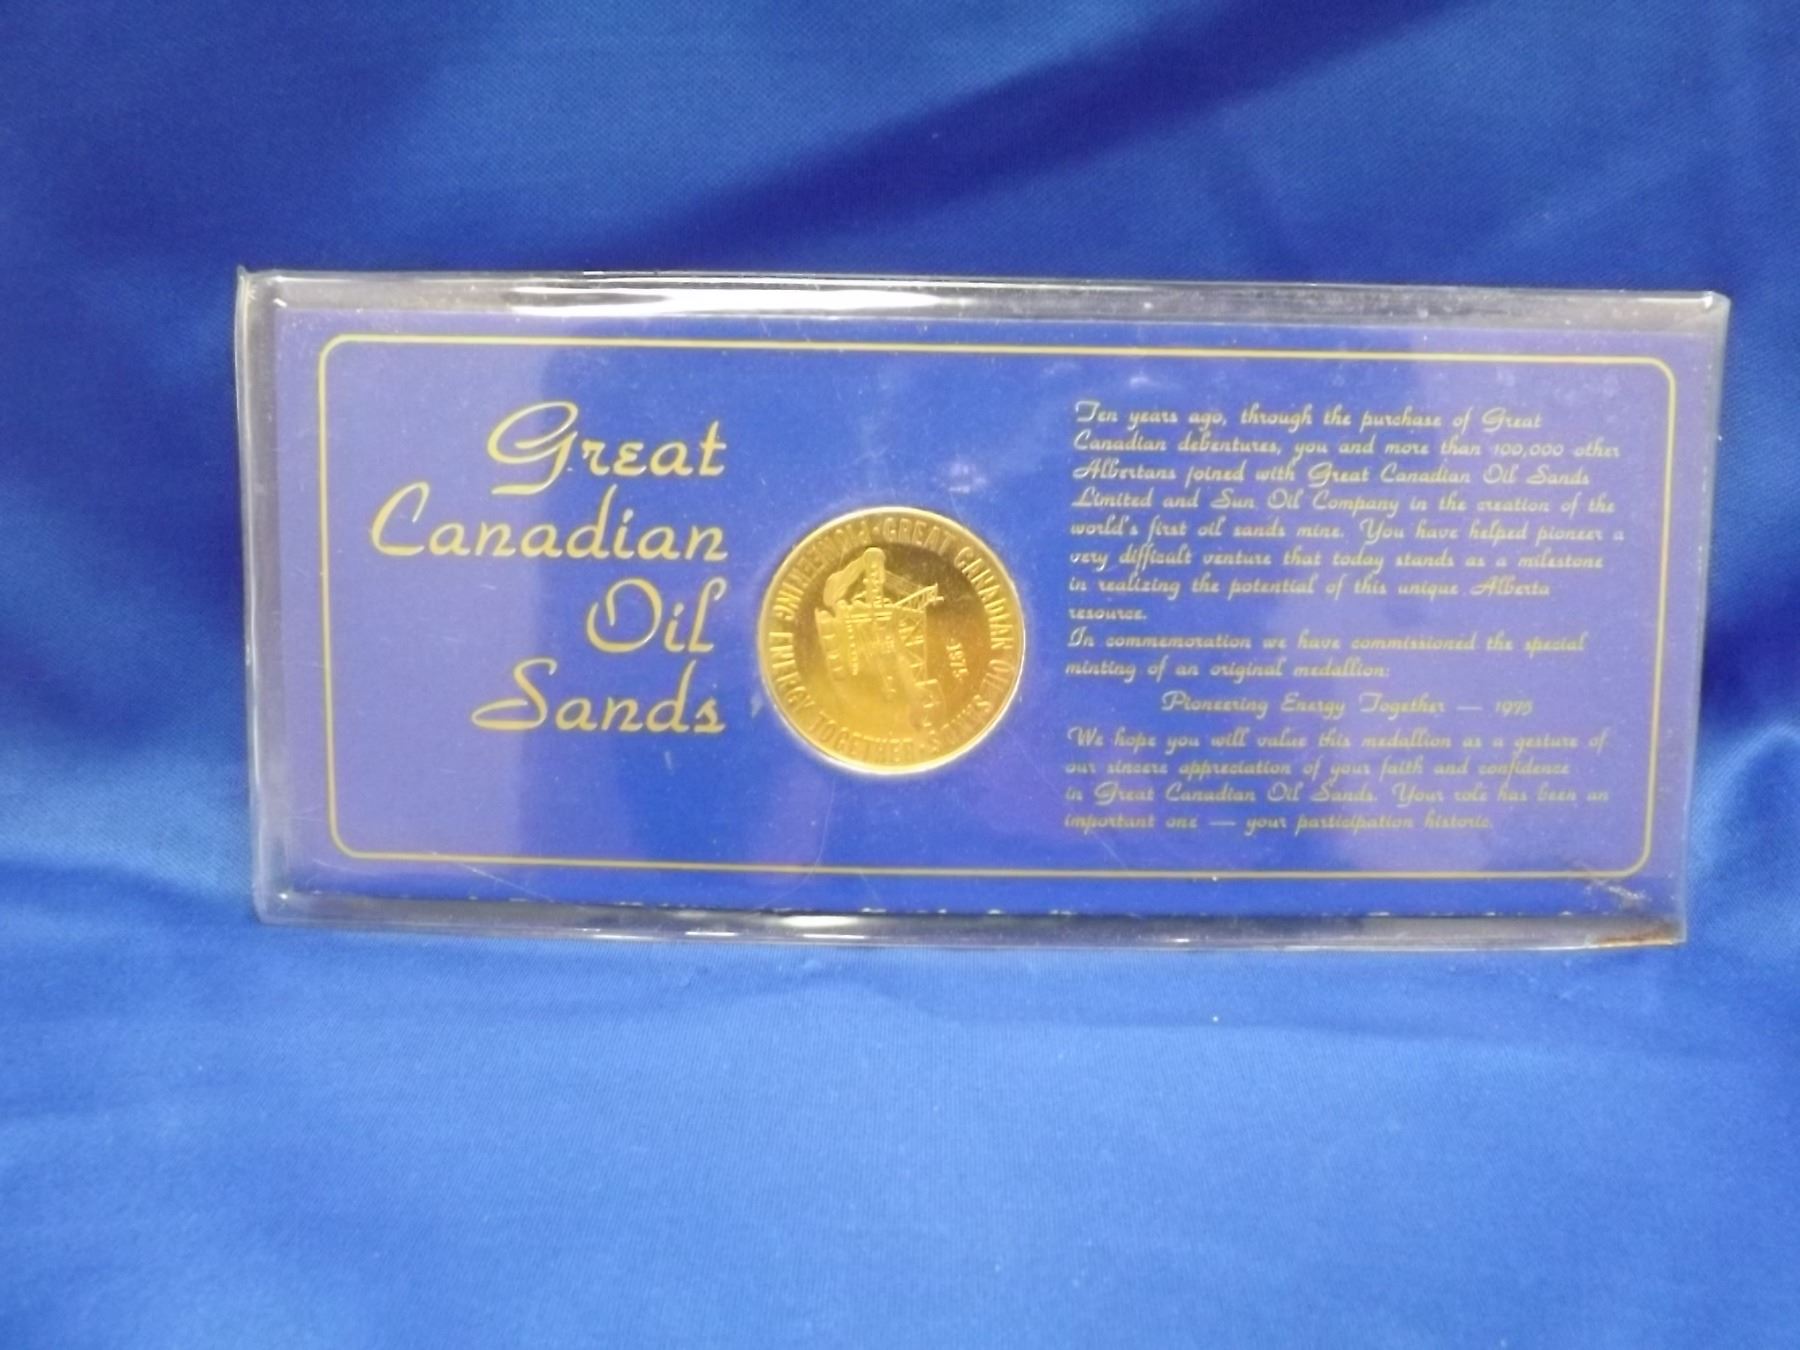 Great
Canadian
Oil
Sands
PIONEERING ENERGY TOGETHER · GREAT CANADIAN OIL SANDS ·
1975
Ten years ago, through the purchase of Great
Canadian debentures, you and more than 100,000 other
Albertans joined with Great Canadian Oil Sands
Limited and Sun Oil Company in the creation of the
world's first oil sands mine. You have helped pioneer a
very difficult venture that today stands as a milestone
in realizing the potential of this unique Alberta
resource.
In commemoration we have commissioned the special
minting of an original medallion:
Pioneering Energy Together — 1975
We hope you will value this medallion as a gesture of
our sincere appreciation of your faith and confidence
in Great Canadian Oil Sands. Your role has been an
important one — your participation historic.